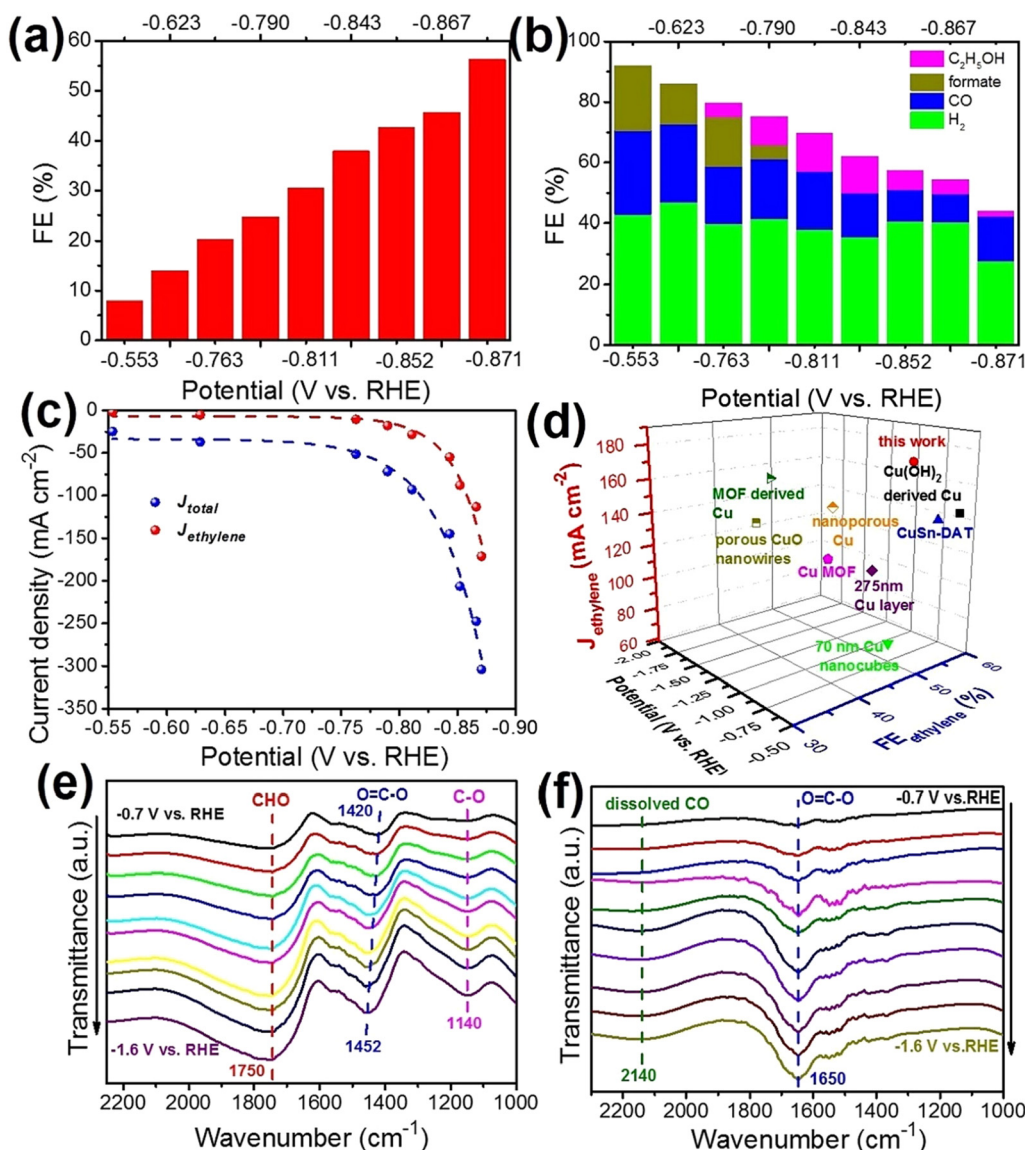 (a)
-0.623 -0.790 -0.843 -0.867
60
50
40
30
20
10
0
FE (%)
-0.553 -0.763 -0.811 -0.852 -0.871
Potential (V vs. RHE)
(b)
-0.623 -0.790 -0.843 -0.867
100
80
60
40
20
0
FE (%)
C₂H₅OH
formate
CO
H₂
-0.553 -0.763 -0.811 -0.852 -0.871
Potential (V vs. RHE)
(c)
0
-50
-100
-150
-200
-250
-300
-350
Current density (mA cm⁻²)
J_total
J_ethylene
-0.55 -0.60 -0.65 -0.70 -0.75 -0.80 -0.85 -0.90
Potential (V vs. RHE)
(d)
180
160
140
120
100
80
60
J_ethylene (mA cm⁻²)
this work
Cu(OH)₂
derived Cu
MOF derived
Cu
nanoporous
Cu
CuSn-DAT
porous CuO
nanowires
Cu MOF
275nm
Cu layer
70 nm Cu
nanocubes
-2.00
-1.75
-1.50
-1.25
-1.00
-0.75
-0.50
Potential (V vs. RHE)
30
40
50
60
FE_ethylene (%)
(e)
CHO
O=C-O
C-O
1420
-0.7 V vs. RHE
-1.6 V vs. RHE
1750
1452
1140
Transmittance (a.u.)
2200 2000 1800 1600 1400 1200 1000
Wavenumber (cm⁻¹)
(f)
dissolved CO
O=C-O
-0.7 V vs.RHE
-1.6 V vs.RHE
2140
1650
Transmittance (a.u.)
2200 2000 1800 1600 1400 1200 1000
Wavenumber (cm⁻¹)